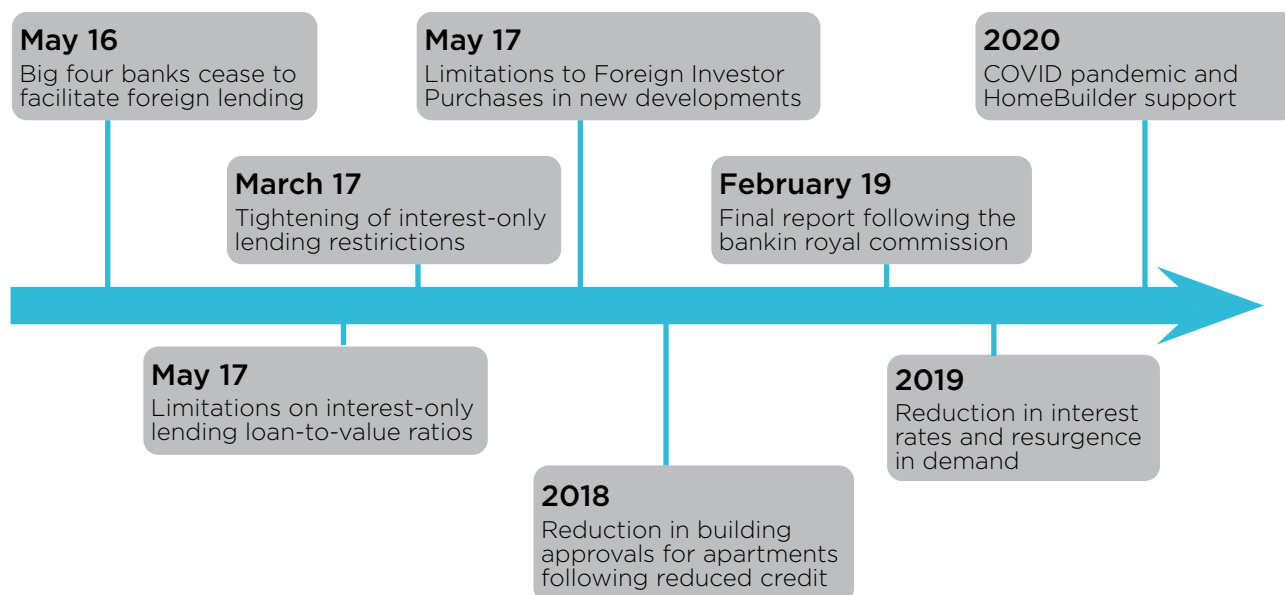 May 16
Big four banks cease to
facilitate foreign lending
May 17
Limitations to Foreign Investor
Purchases in new developments
2020
COVID pandemic and
HomeBuilder support
March 17
Tightening of interest-only
lending restirictions
February 19
Final report following the
bankin royal commission
May 17
Limitations on interest-only
lending loan-to-value ratios
2019
Reduction in interest
rates and resurgence
in demand
2018
Reduction in building
approvals for apartments
following reduced credit